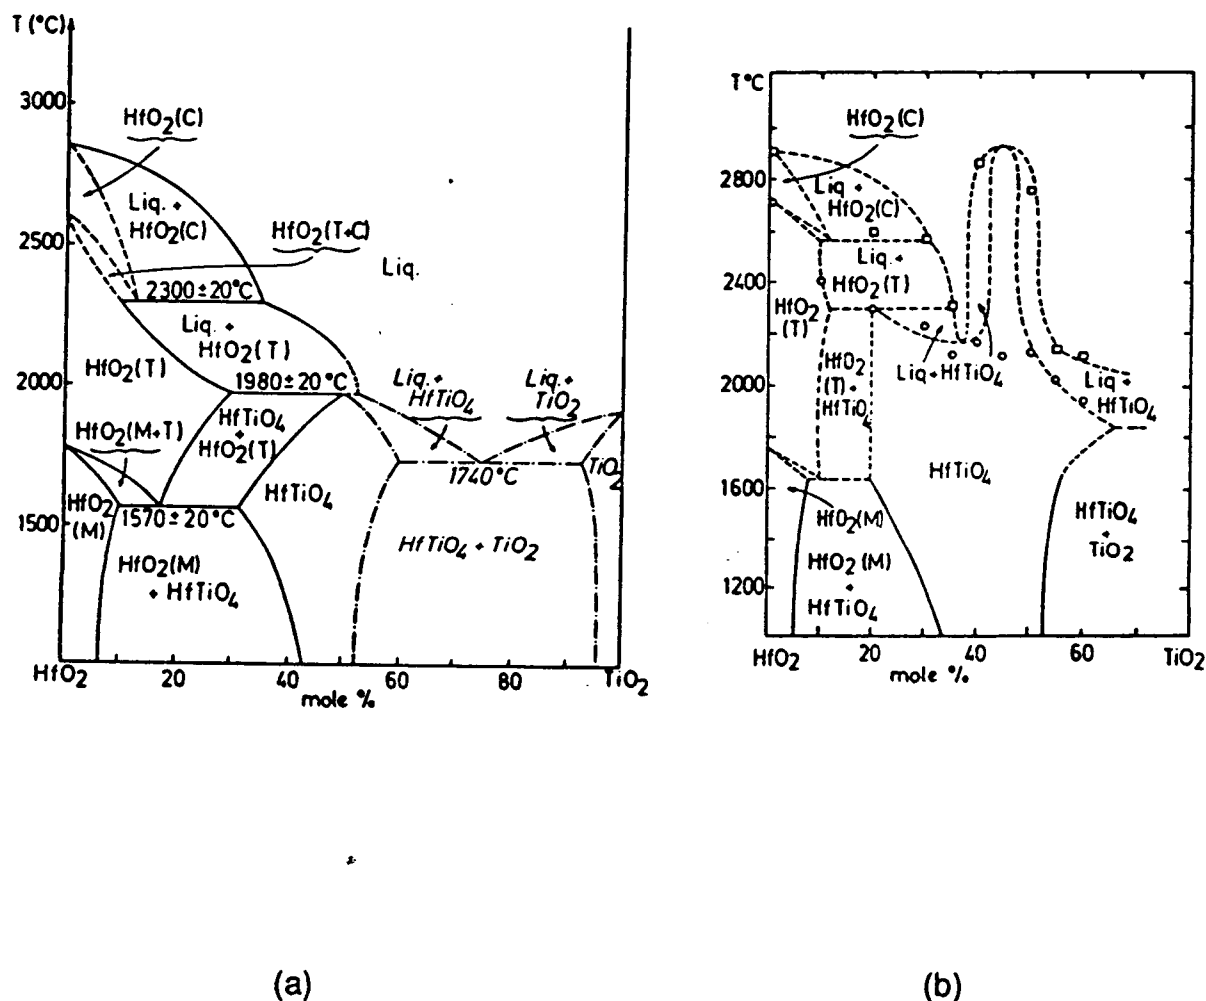 T (°C)
3000
HfO2(C)
Liq. +
HfO2(C)
HfO2(T+C)
2500
Liq.
2300±20°C
Liq. +
HfO2(T)
HfO2(T)
2000
1980±20°C
Liq.+
HfTiO4
Liq.+
TiO2
HfO2(M+T)
HfTiO4
+
HfO2(T)
HfTiO4
1740°C
TiO2
HfO2
(M)
1500
1570±20°C
HfTiO4 + TiO2
HfO2(M)
+ HfTiO4
HfO2
20
40
60
80
TiO2
mole %
(a)
T°C
HfO2(C)
2800
Liq +
HfO2(C)
2400
Liq.+
HfO2(T)
HfO2
(T)
HfO2
(T)+
HfTiO4
Liq+HfTiO4
2000
Liq +
HfTiO4
HfTiO4
1600
HfO2(M)
HfO2(M)
+
HfTiO4
HfTiO4
+
TiO2
1200
HfO2
20
40
60
TiO2
mole %
(b)